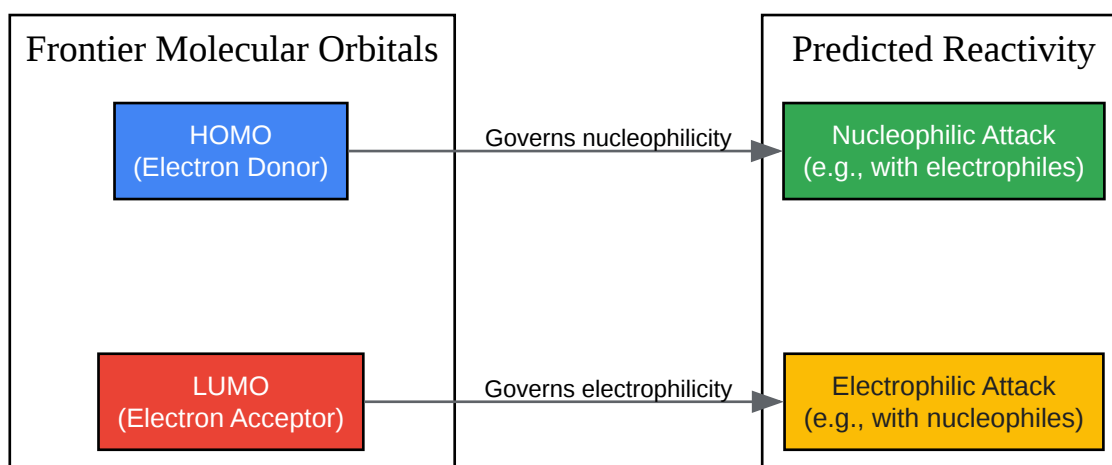 Frontier Molecular Orbitals
HOMO
(Electron Donor)
LUMO
(Electron Acceptor)
Governs nucleophilicity
Governs electrophilicity
Predicted Reactivity
Nucleophilic Attack
(e.g., with electrophiles)
Electrophilic Attack
(e.g., with nucleophiles)